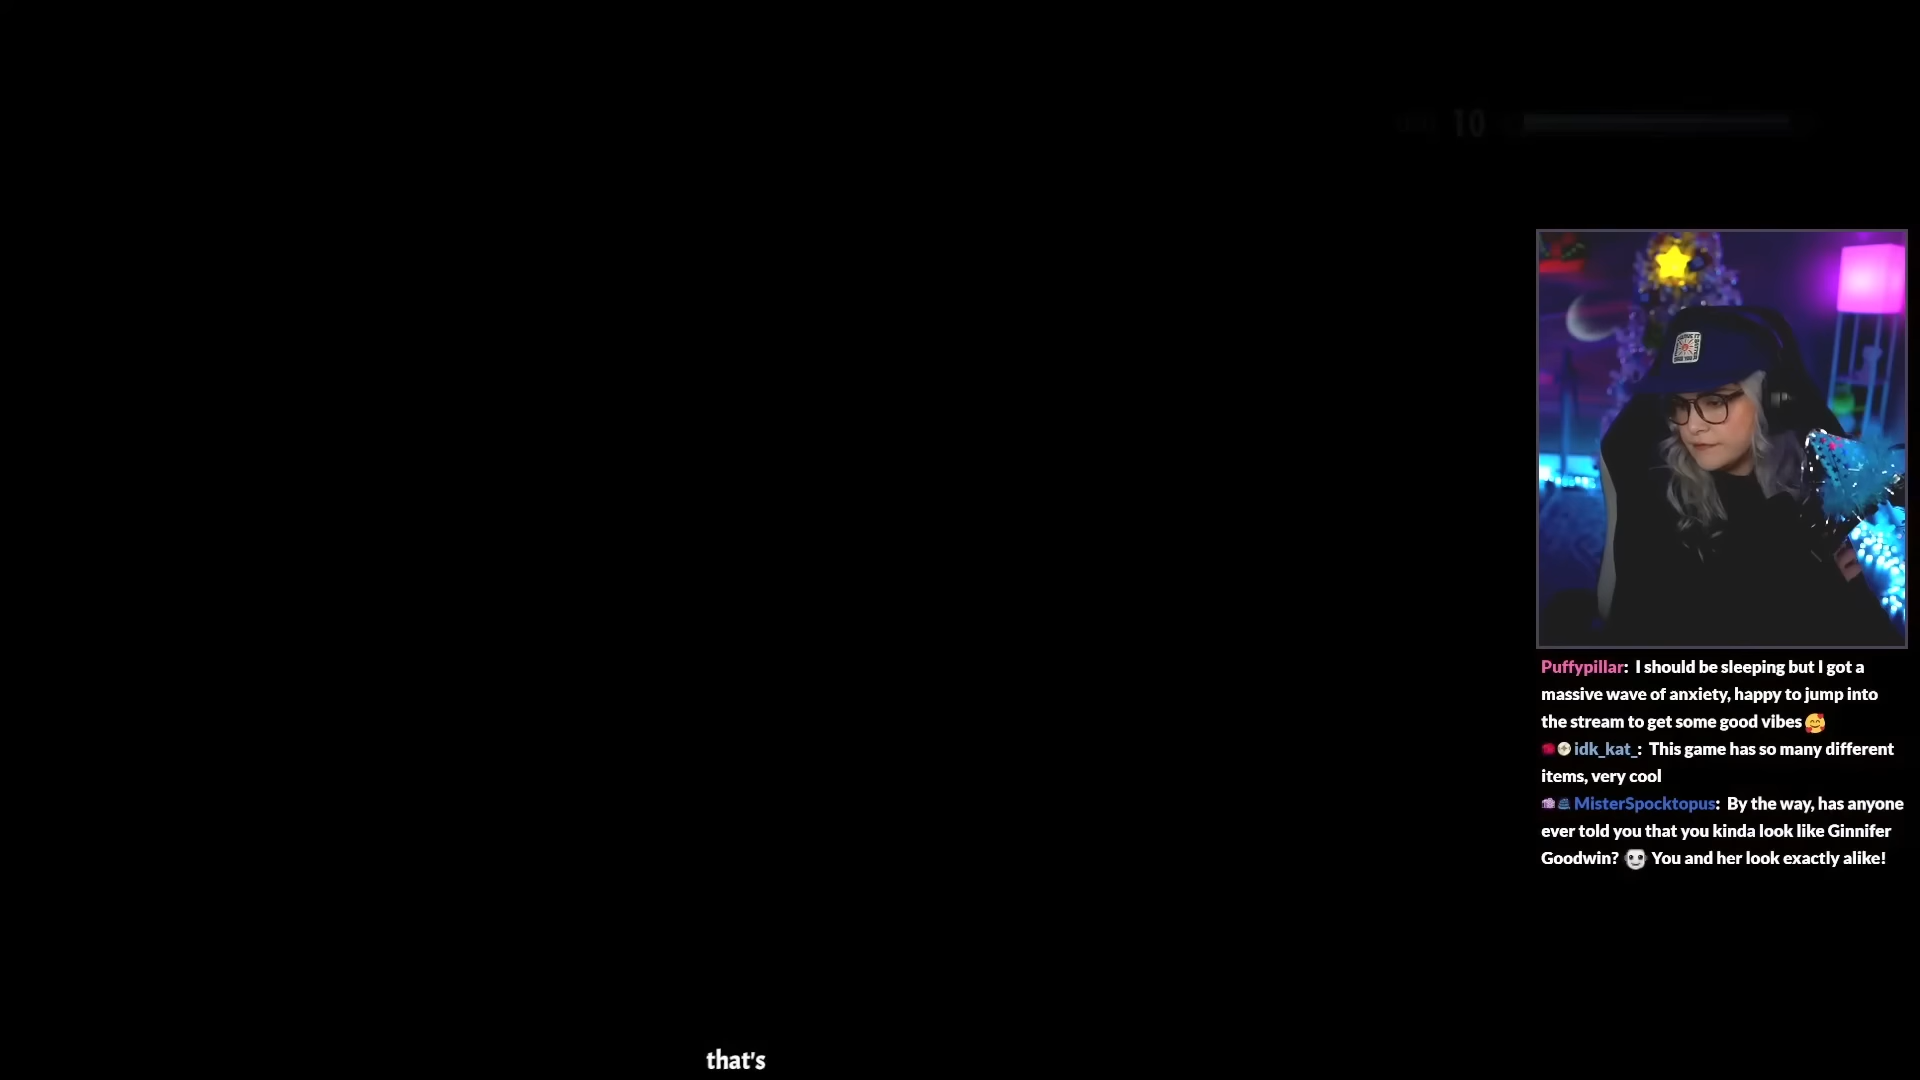 10
Puffypillar: I should be sleeping but I got a
massive wave of anxiety, happy to jump into
the stream to get some good vibes 🥰
idk_kat_: This game has so many different
items, very cool
MisterSpocktopus: By the way, has anyone
ever told you that you kinda look like Ginnifer
Goodwin? You and her look exactly alike!
that's